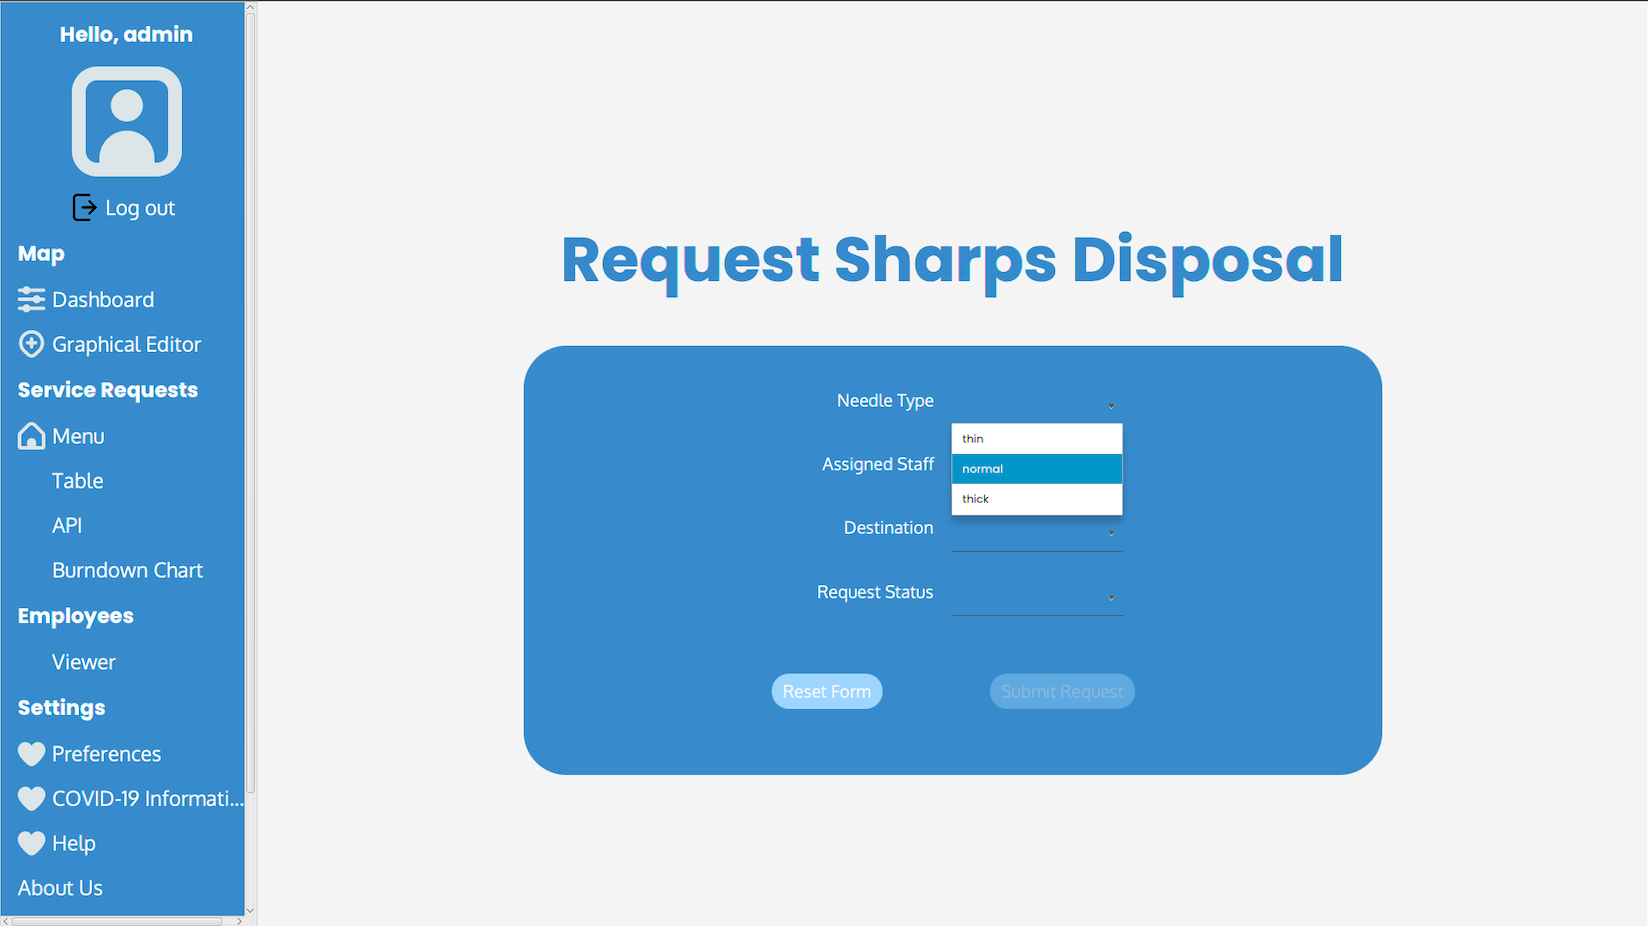 Hello, admin
Log out
Map
Dashboard
Graphical Editor
Service Requests
Menu
Table
API
Burndown Chart
Employees
Viewer
Settings
Preferences
COVID-19 Informati...
Help
About Us
Request Sharps Disposal
Needle Type
thin
normal
thick
Assigned Staff
Destination
Request Status
Reset Form
Submit Request